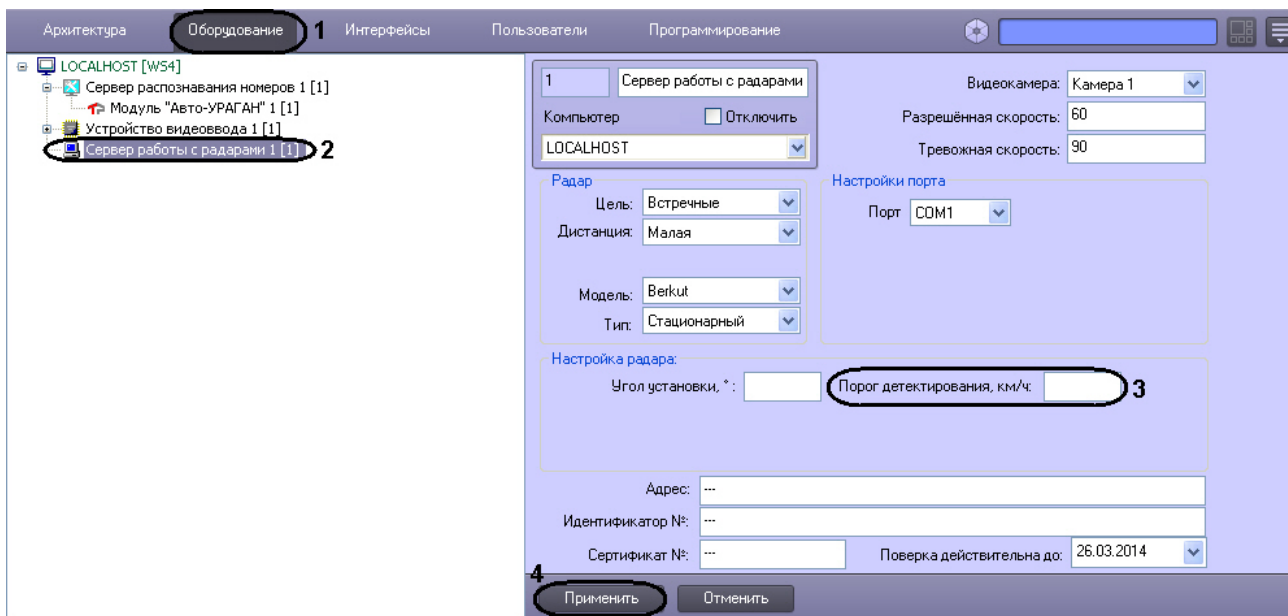 Архитектура Оборудование 1 Интерфейсы Пользователи Программирование
LOCALHOST [WS4]
Сервер распознавания номеров 1 [1]
Модуль "Авто-УРАГАН" 1 [1]
Устройство видеоввода 1 [1]
Сервер работы с радарами 1 [1] 2
1 Сервер работы с радарами
Компьютер Отключить
LOCALHOST
Видеокамера: Камера 1
Разрешённая скорость: 60
Тревожная скорость: 90
Радар
Цель: Встречные
Дистанция: Малая
Модель: Berkut
Тип: Стационарный
Настройки порта
Порт COM1
Настройка радара:
Угол установки, ° : Порог детектирования, км/ч: 3
Адрес: ---
Идентификатор №: ---
Сертификат №: --- Поверка действительна до: 26.03.2014
4
Применить Отменить